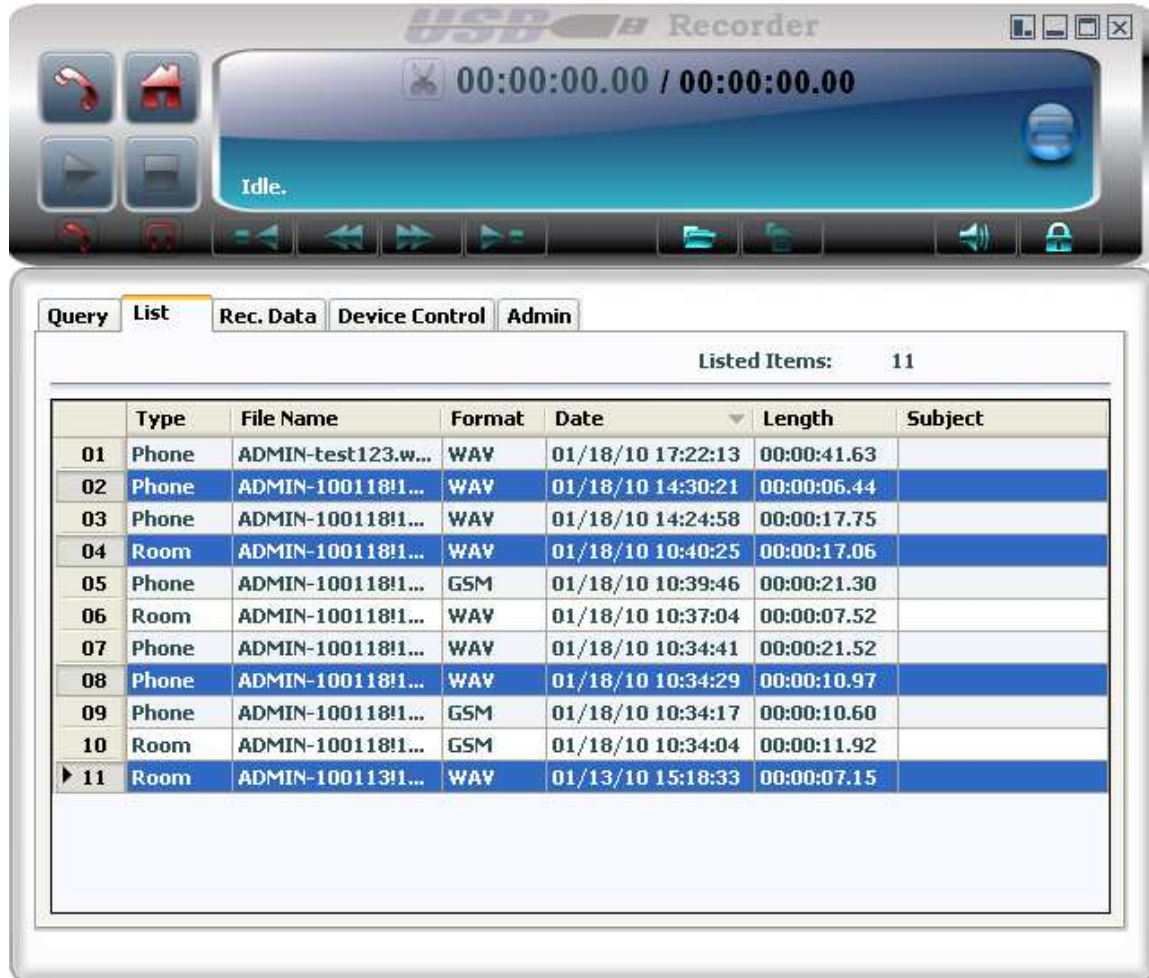 USB Recorder
00:00:00.00 / 00:00:00.00
Idle.
Query List Rec. Data Device Control Admin
Listed Items: 11
Type File Name Format Date Length Subject
01 Phone ADMIN-test123.w... WAV 01/18/10 17:22:13 00:00:41.63
02 Phone ADMIN-100118!1... WAV 01/18/10 14:30:21 00:00:06.44
03 Phone ADMIN-100118!1... WAV 01/18/10 14:24:58 00:00:17.75
04 Room ADMIN-100118!1... WAV 01/18/10 10:40:25 00:00:17.06
05 Phone ADMIN-100118!1... GSM 01/18/10 10:39:46 00:00:21.30
06 Room ADMIN-100118!1... WAV 01/18/10 10:37:04 00:00:07.52
07 Phone ADMIN-100118!1... WAV 01/18/10 10:34:41 00:00:21.52
08 Phone ADMIN-100118!1... WAV 01/18/10 10:34:29 00:00:10.97
09 Phone ADMIN-100118!1... GSM 01/18/10 10:34:17 00:00:10.60
10 Room ADMIN-100118!1... GSM 01/18/10 10:34:04 00:00:11.92
11 Room ADMIN-100113!1... WAV 01/13/10 15:18:33 00:00:07.15